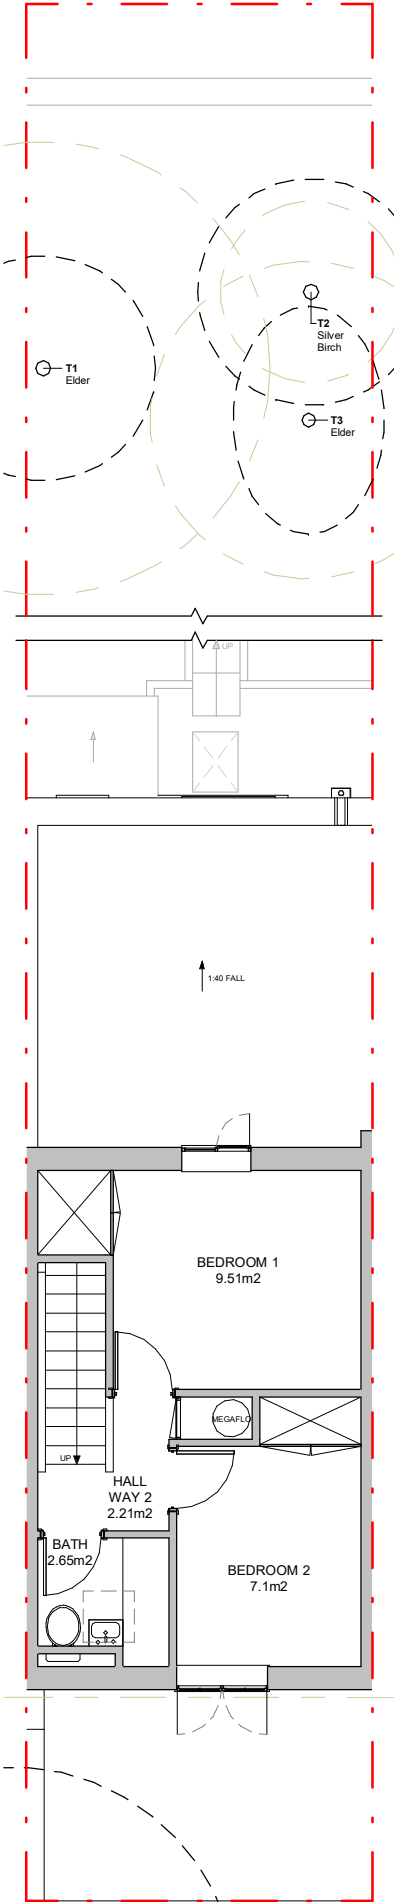 T2
Silver
Birch
T1
Elder
T3
Elder
UP
1:40 FALL
BEDROOM 1
9.51m2
MEGAFLO
UP
HALL
WAY 2
2.21m2
BATH
2.65m2
BEDROOM 2
7.1m2